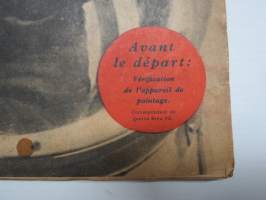 Avant
le départ:
Vérification
de l'appareil de
pointage.